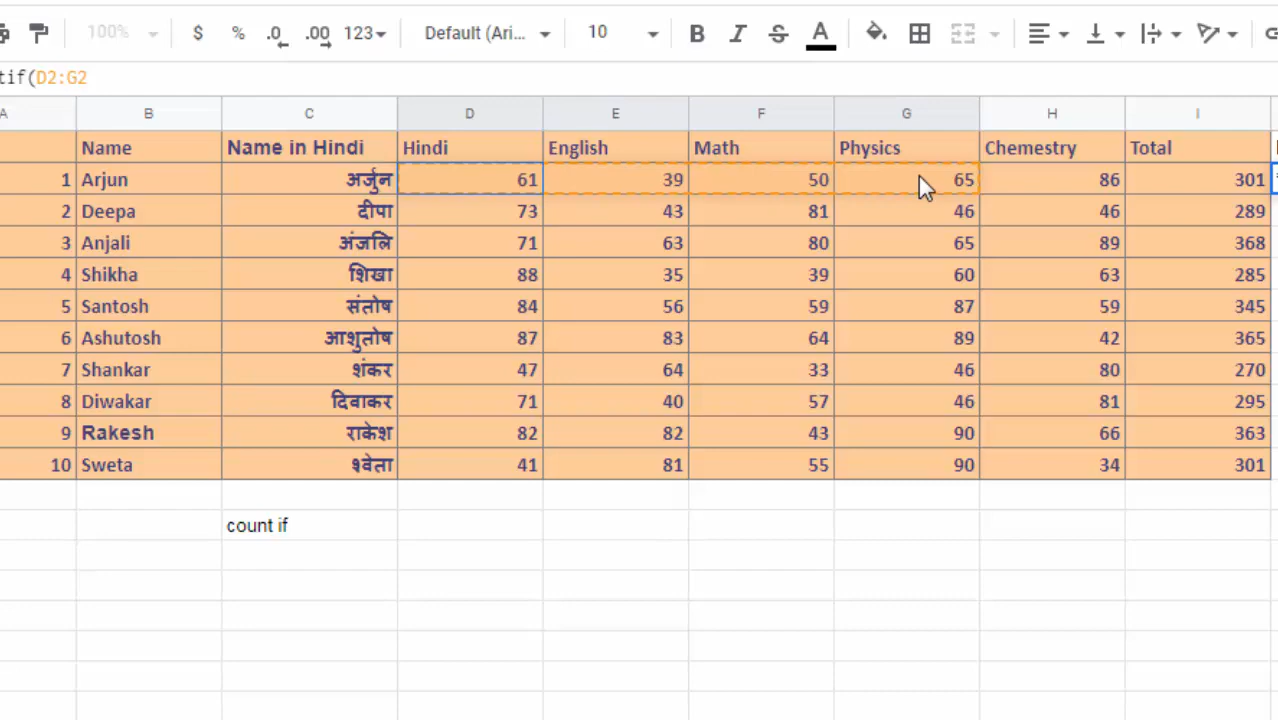 100% $ % .0 .00 123 Default (Ari... 10 B I S A
tif(D2:G2
A B C D E F G H I
Name Name in Hindi Hindi English Math Physics Chemestry Total
1 Arjun अर्जुन 61 39 50 65 86 301
2 Deepa दीपा 73 43 81 46 46 289
3 Anjali अंजलि 71 63 80 65 89 368
4 Shikha शिखा 88 35 39 60 63 285
5 Santosh संतोष 84 56 59 87 59 345
6 Ashutosh आशुतोष 87 83 64 89 42 365
7 Shankar शंकर 47 64 33 46 80 270
8 Diwakar दिवाकर 71 40 57 46 81 295
9 Rakesh राकेश 82 82 43 90 66 363
10 Sweta श्वेता 41 81 55 90 34 301
count if